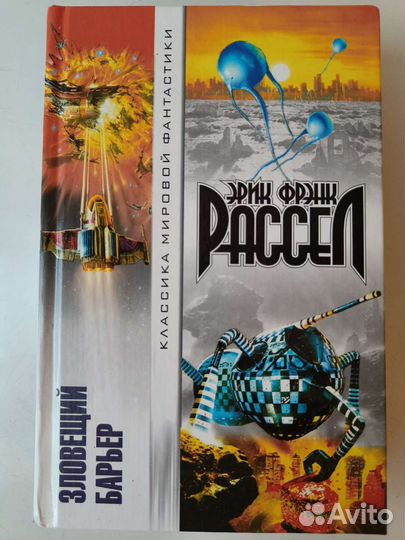 ЭРИК ФРЭНК
РАССЕЛ
КЛАССИКА МИРОВОЙ ФАНТАСТИКИ
ЗЛОВЕЩИЙ
БАРЬЕР
Avito